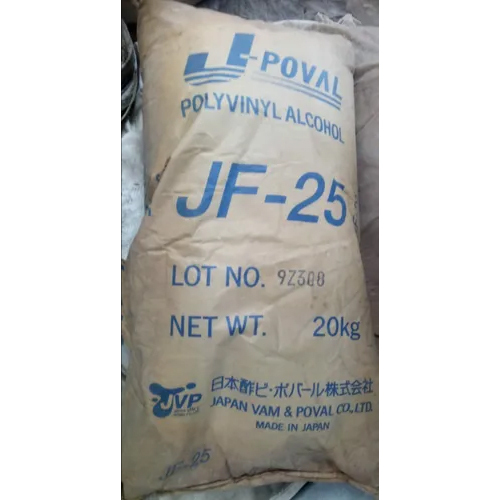 J-POVAL
POLYVINYL ALCOHOL
JF-25
LOT NO. 9Z308
NET WT. 20kg
JVP
日本酢ビ・ポバール株式会社
JAPAN VAM & POVAL CO., LTD.
MADE IN JAPAN
JF-25